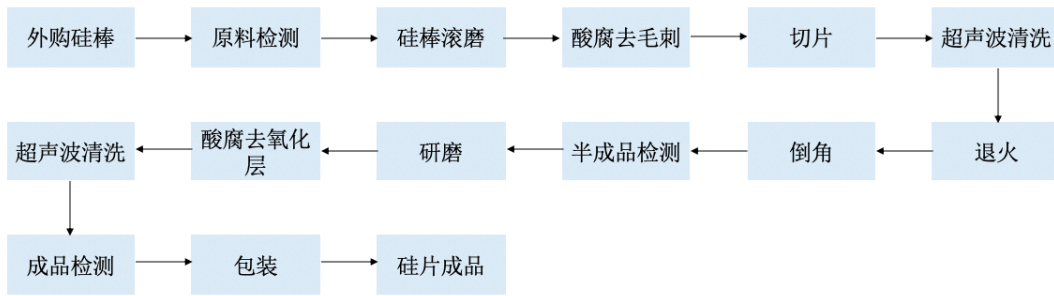 外购硅棒
原料检测
硅棒滚磨
酸腐去毛刺
切片
超声波清洗
超声波清洗
酸腐去氧化
层
研磨
半成品检测
倒角
退火
成品检测
包装
硅片成品